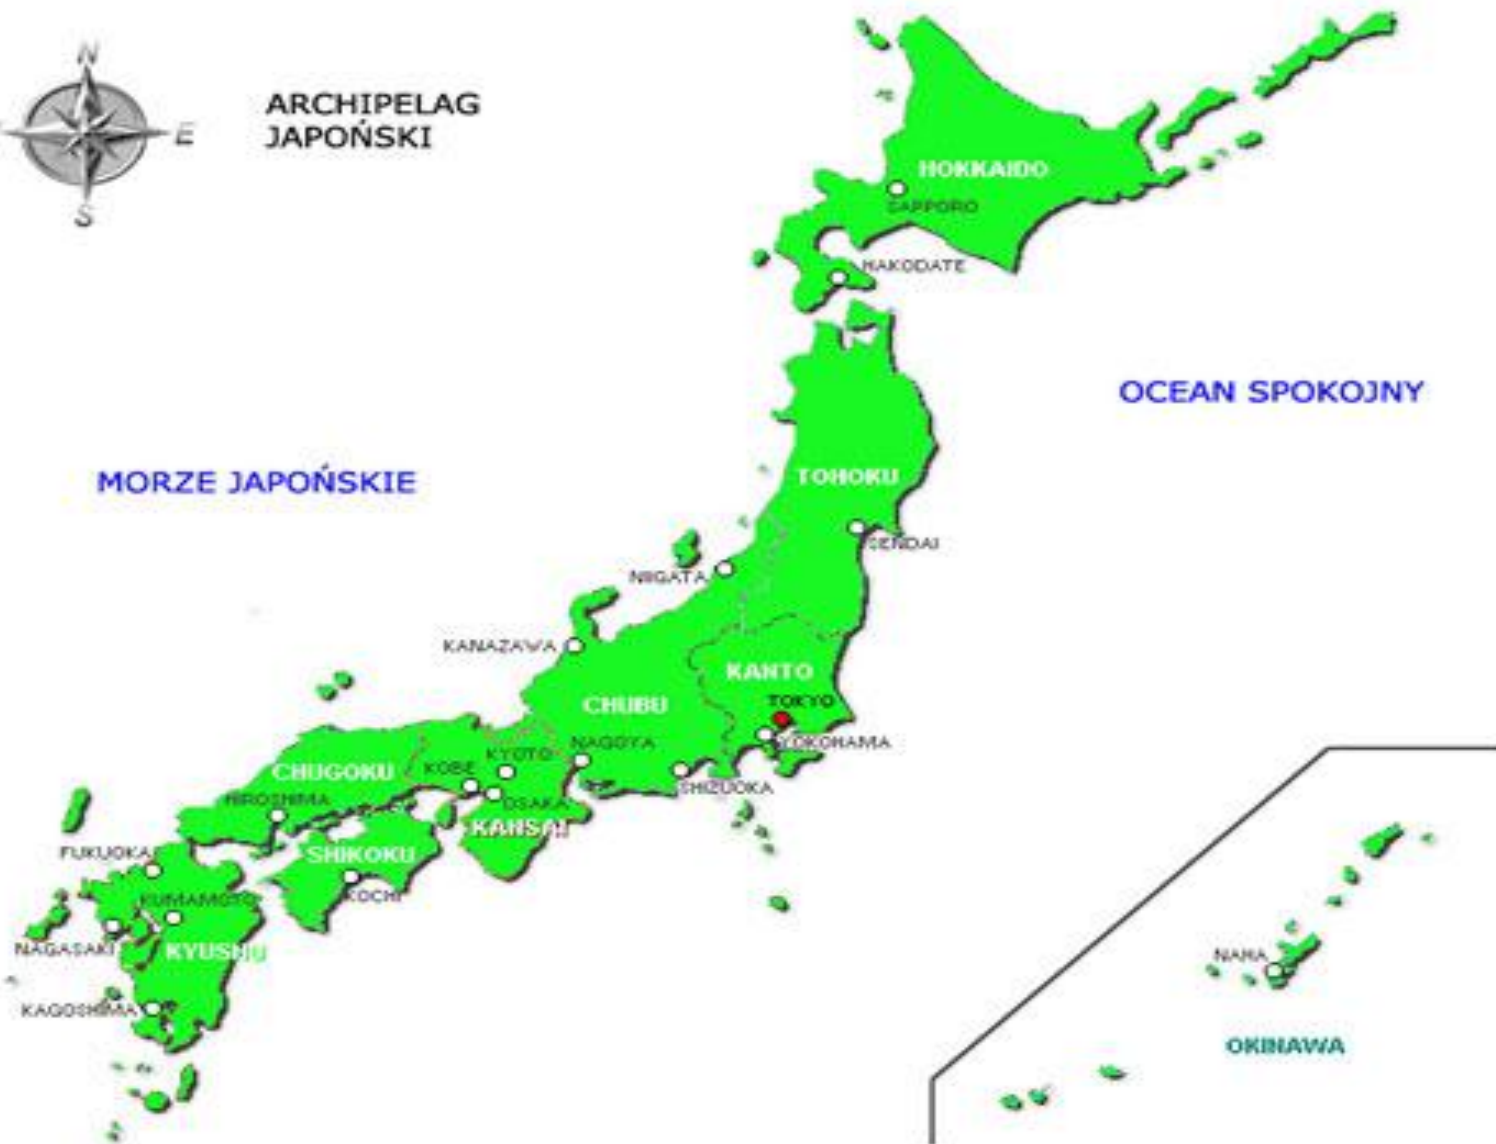 N
E
S
ARCHIPELAG
JAPOŃSKI
HOKKAIDO
SAPPORO
HAKODATE
OCEAN SPOKOJNY
MORZE JAPOŃSKIE
TOHOKU
SENDAI
NIIGATA
KANAZAWA
KANTO
TOKYO
CHUBU
YOKOHAMA
NAGOYA
KYOTO
KOBE
SHIZUOKA
CHUGOKU
HIROSHIMA
OSAKA
KANSAI
FUKUOKA
SHIKOKU
KOCHI
KUMAMOTO
NAGASAKI
KYUSHU
KAGOSHIMA
NAHA
OKINAWA